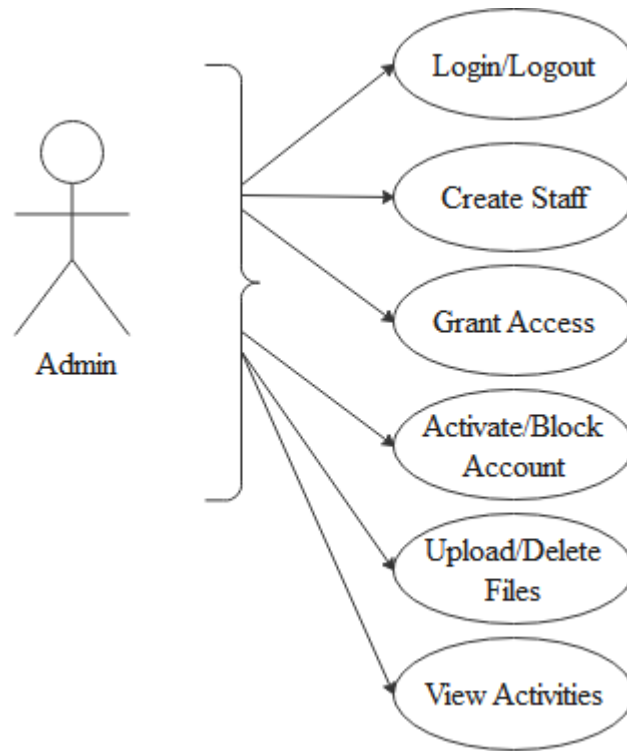 Login/Logout
Create Staff
Grant Access
Admin
Activate/Block
Account
Upload/Delete
Files
View Activities